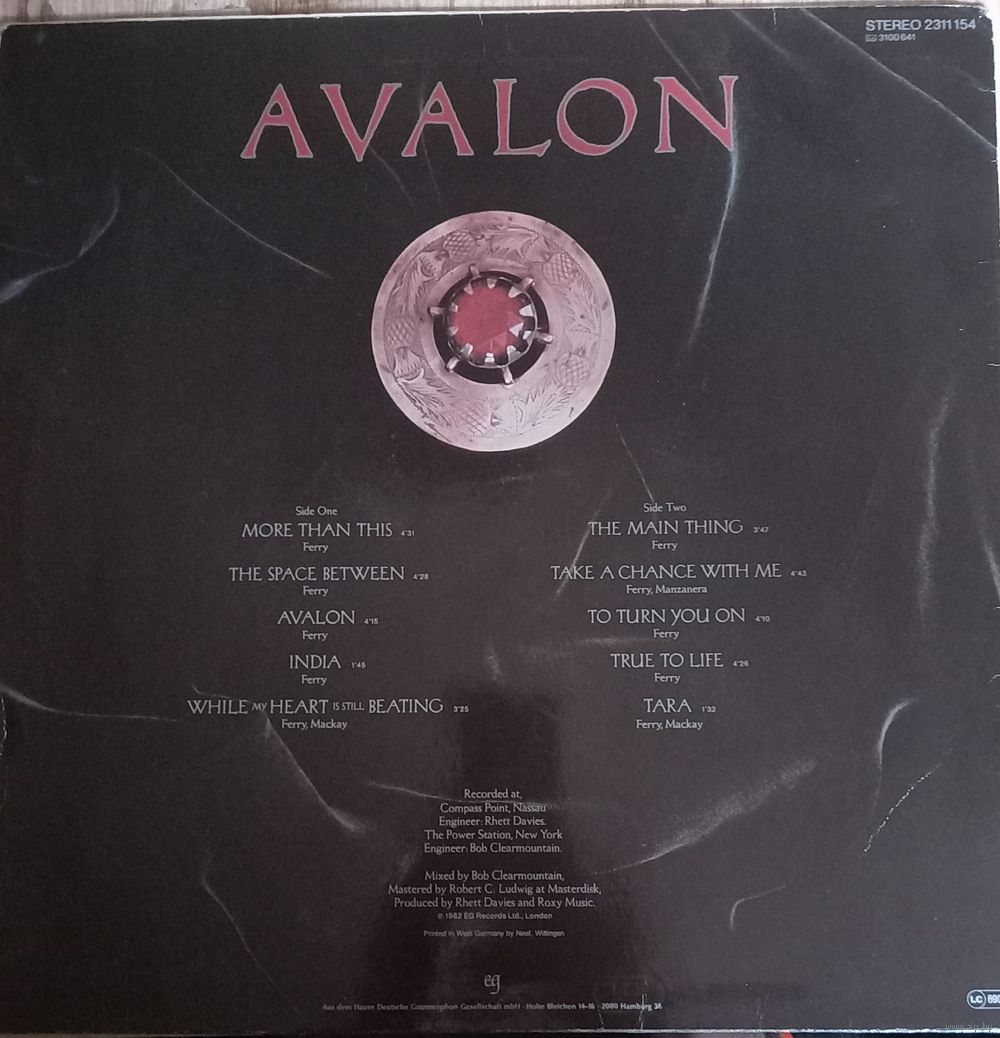 STEREO 2311 154
3100 641
AVALON
Side One
MORE THAN THIS 4'31
Ferry
THE SPACE BETWEEN 4'28
Ferry
AVALON 4'15
Ferry
INDIA 1'45
Ferry
WHILE MY HEART IS STILL BEATING 3'25
Ferry, Mackay
Side Two
THE MAIN THING 3'47
Ferry
TAKE A CHANCE WITH ME 4'43
Ferry, Manzanera
TO TURN YOU ON 4'10
Ferry
TRUE TO LIFE 4'26
Ferry
TARA 1'32
Ferry, Mackay
Recorded at,
Compass Point, Nassau
Engineer: Rhett Davies.
The Power Station, New York
Engineer: Bob Clearmountain.
Mixed by Bob Clearmountain,
Mastered by Robert C. Ludwig at Masterdisk,
Produced by Rhett Davies and Roxy Music.
℗ 1982 EG Records Ltd., London
Printed in West Germany by Neef, Wittingen
eg
Aus dem Hause Deutsche Grammophon Gesellschaft mbH · Hohe Bleichen 14-16 · 2000 Hamburg 36
LC